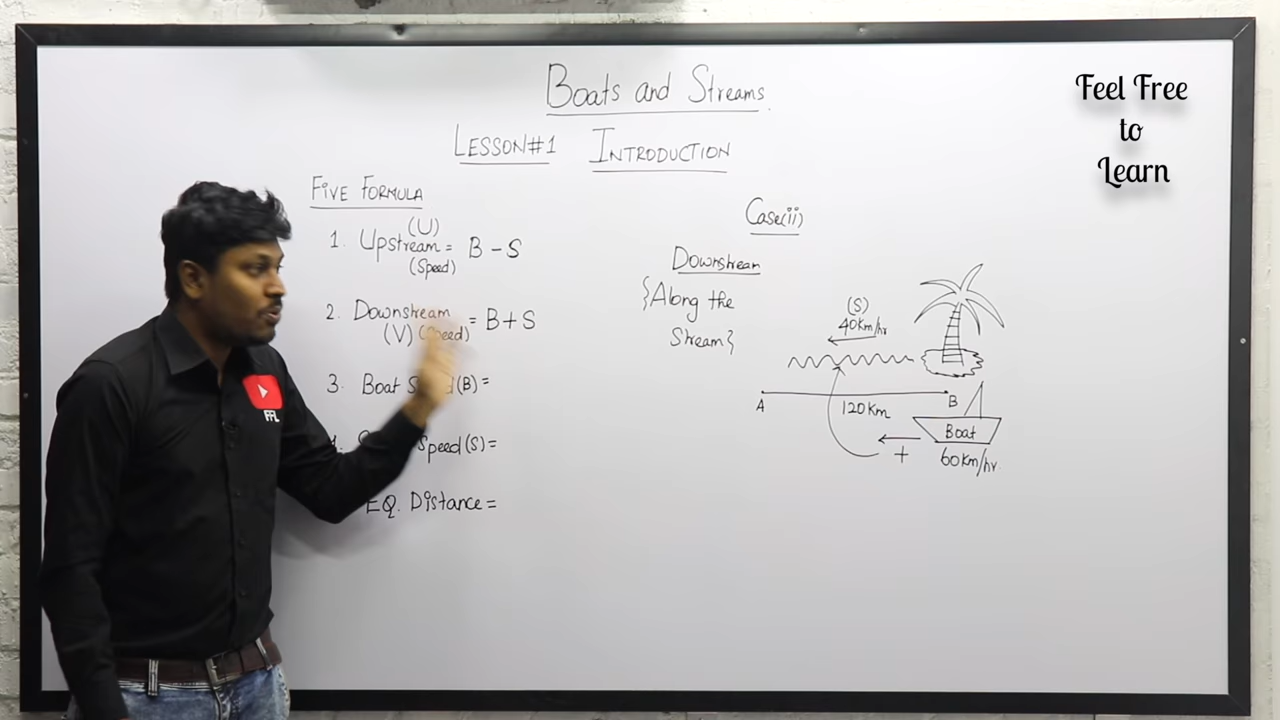 Boats and Streams.
LESSON#1 INTRODUCTION
FIVE FORMULA
1. Upstream = B - S
(U)
(Speed)
2. Downstream = B + S
(V) (Speed)
3. Boat (B) =
Speed (S) =
EQ. Distance =
Case(ii)
Downstream
{Along the
Stream}
(S)
40km/hr
A
120km
B
Boat
+
60km/hr.
Feel Free
to
Learn
FFL